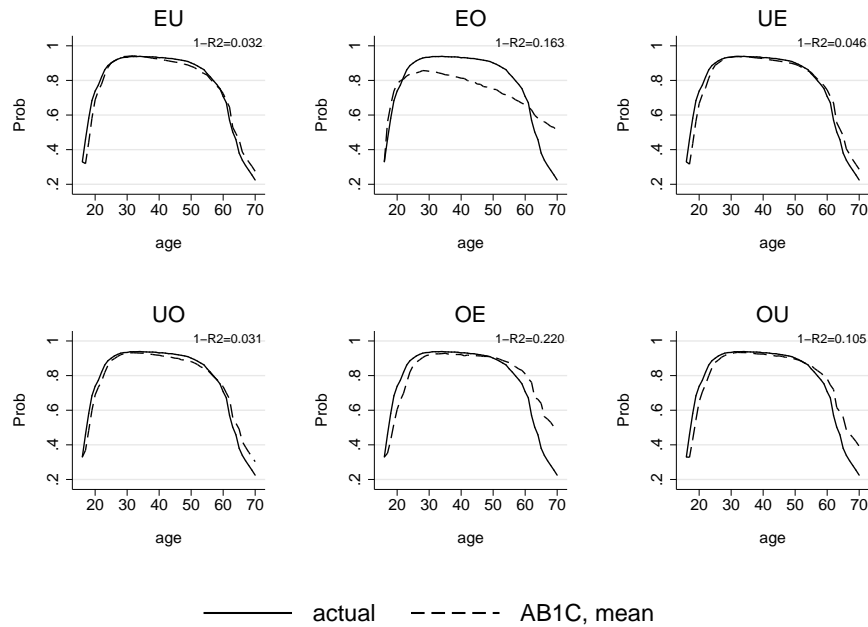 EU
1-R2=0.032
Prob
1
.8
.6
.4
.2
20 30 40 50 60 70
age
EO
1-R2=0.163
Prob
1
.8
.6
.4
.2
20 30 40 50 60 70
age
UE
1-R2=0.046
Prob
1
.8
.6
.4
.2
20 30 40 50 60 70
age
UO
1-R2=0.031
Prob
1
.8
.6
.4
.2
20 30 40 50 60 70
age
OE
1-R2=0.220
Prob
1
.8
.6
.4
.2
20 30 40 50 60 70
age
OU
1-R2=0.105
Prob
1
.8
.6
.4
.2
20 30 40 50 60 70
age
actual AB1C, mean